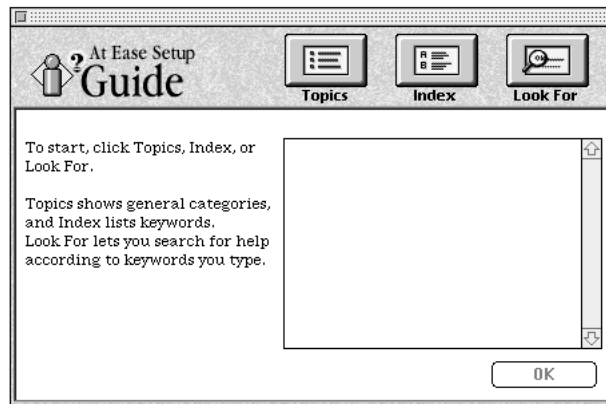 At Ease Setup
Guide
Topics
Index
Look For
To start, click Topics, Index, or
Look For.
Topics shows general categories,
and Index lists keywords.
Look For lets you search for help
according to keywords you type.
OK